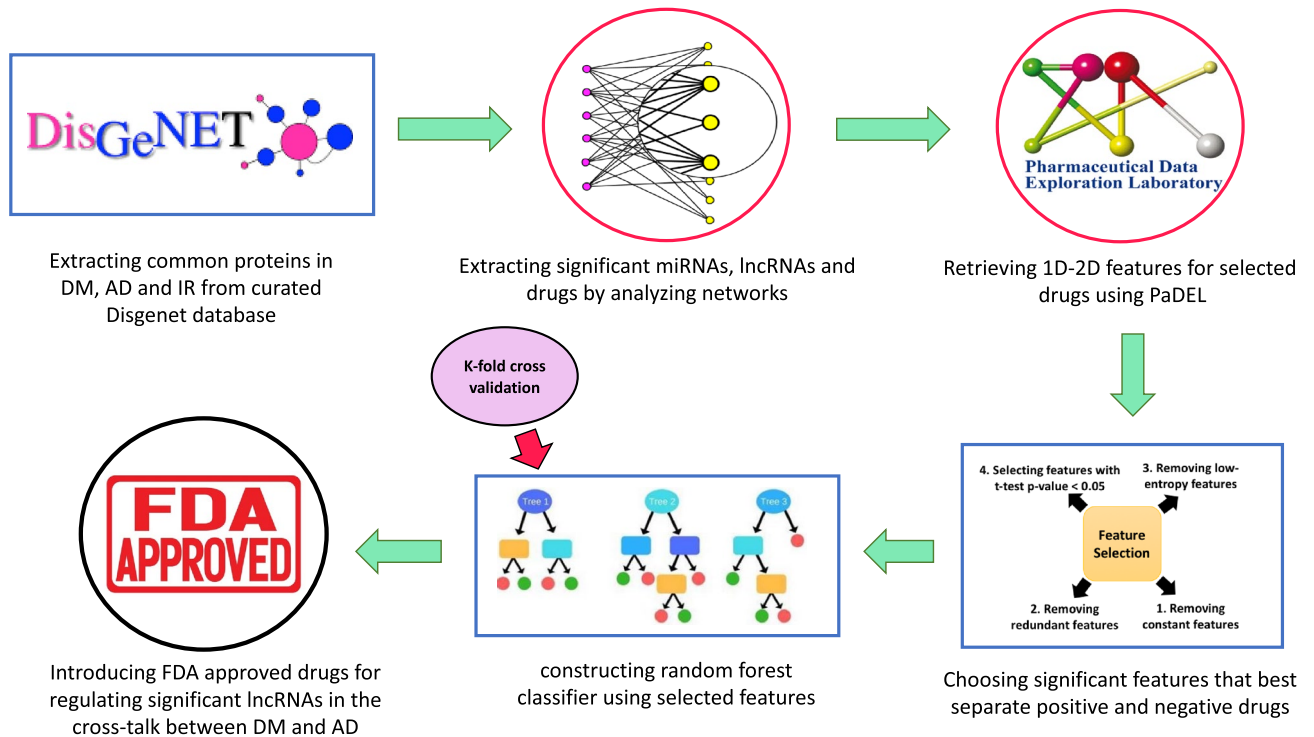 DisGeNET
Extracting common proteins in
DM, AD and IR from curated
Disgenet database
Extracting significant miRNAs, lncRNAs and
drugs by analyzing networks
Pharmaceutical Data
Exploration Laboratory
Retrieving 1D-2D features for selected
drugs using PaDEL
4. Selecting features with
t-test p-value < 0.05
3. Removing low-
entropy features
Feature
Selection
2. Removing
redundant features
1. Removing
constant features
Choosing significant features that best
separate positive and negative drugs
K-fold cross
validation
Tree 1
Tree 2
Tree 3
constructing random forest
classifier using selected features
FDA
APPROVED
Introducing FDA approved drugs for
regulating significant lncRNAs in the
cross-talk between DM and AD